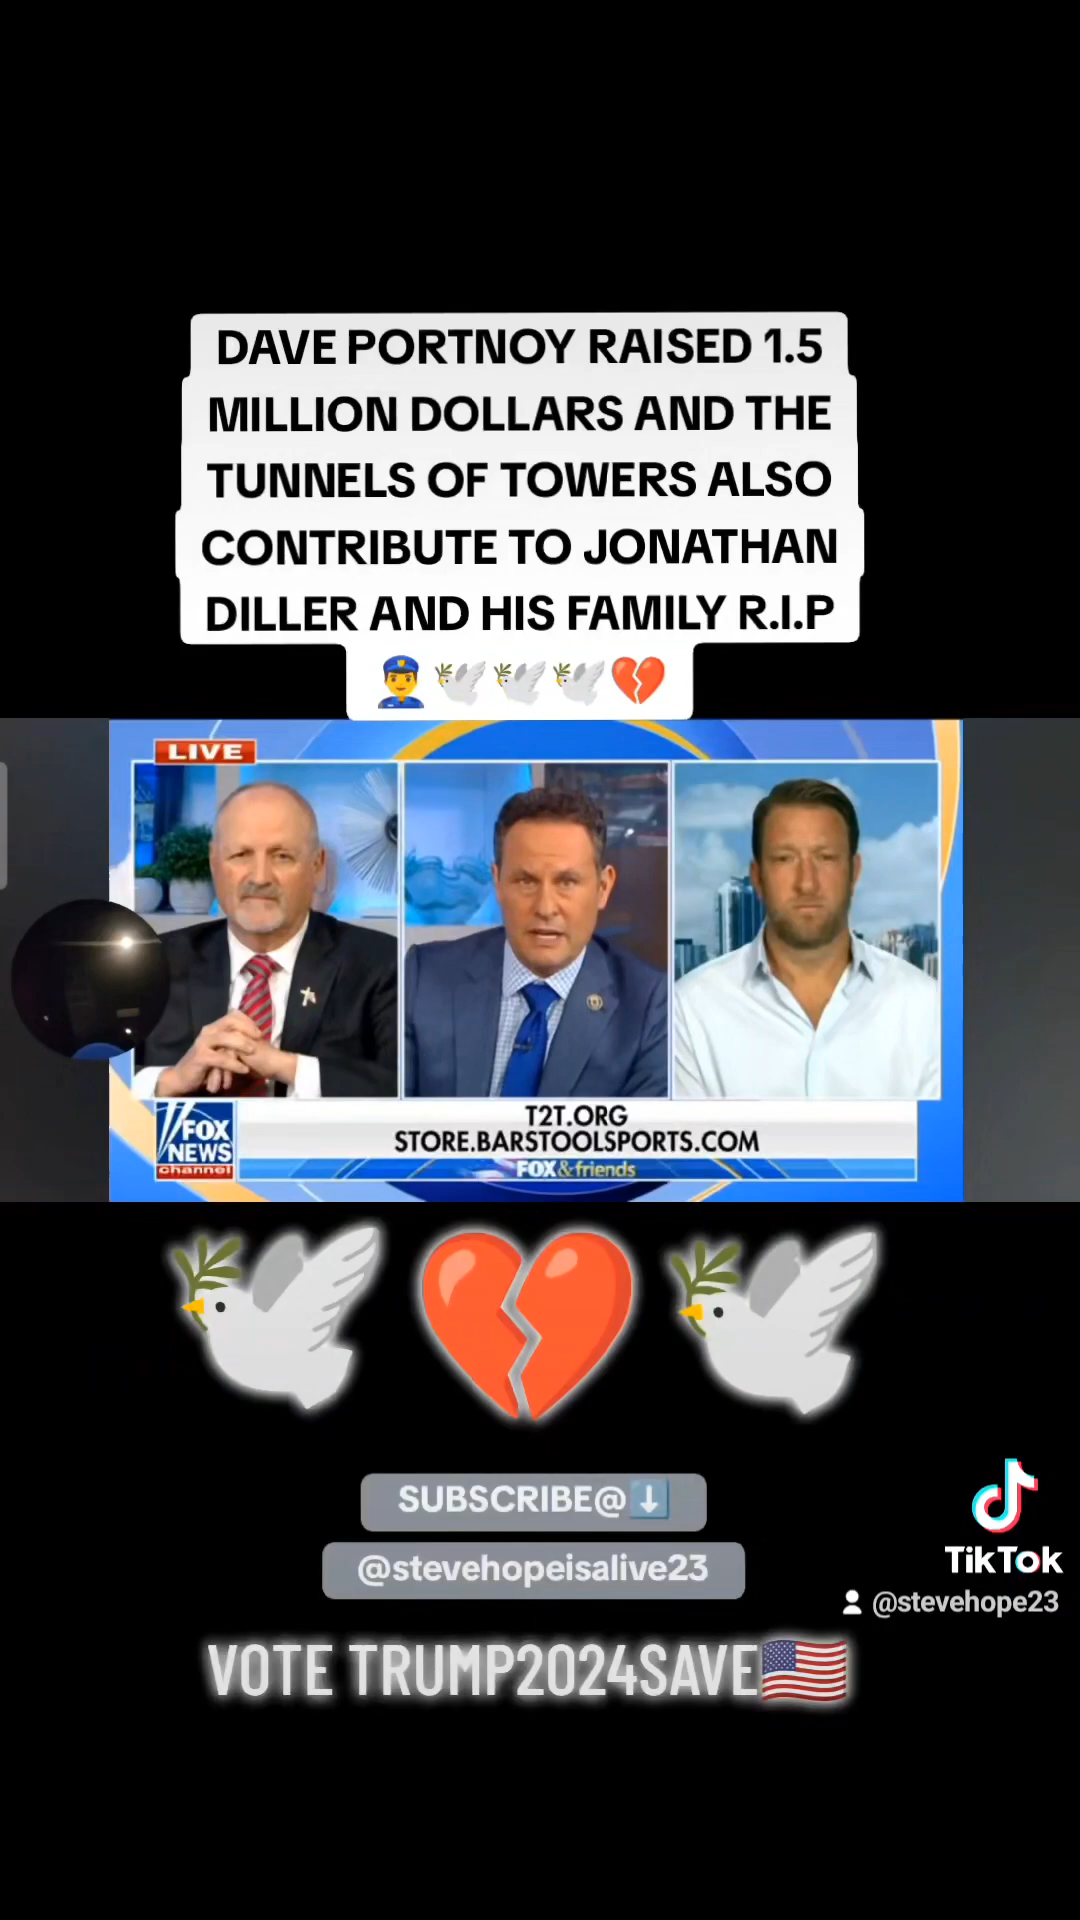 DAVE PORTNOY RAISED 1.5
MILLION DOLLARS AND THE
TUNNELS OF TOWERS ALSO
CONTRIBUTE TO JONATHAN
DILLER AND HIS FAMILY R.I.P
LIVE
T2T.ORG
STORE.BARSTOOLSPORTS.COM
FOX
NEWS
channel
FOX&friends
SUBSCRIBE@
@stevehopeisalive23
TikTok
@stevehope23
VOTE TRUMP2024SAVE